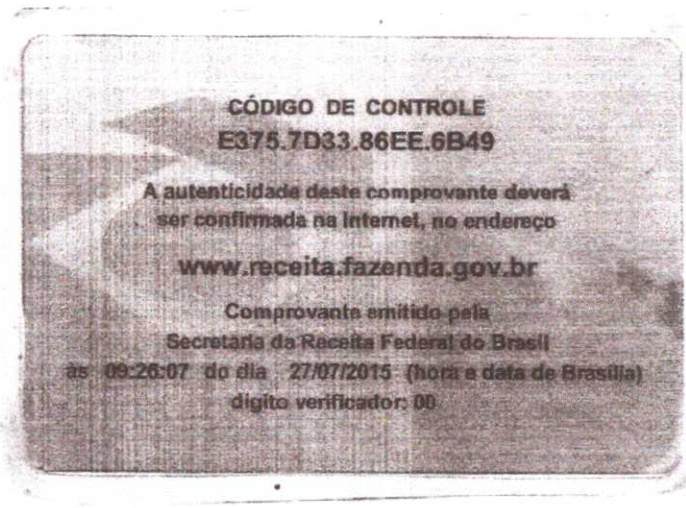 CÓDIGO DE CONTROLE
E375.7D33.86EE.6B49
A autenticidade deste comprovante deverá
ser confirmada na Internet, no endereço
www.receita.fazenda.gov.br
Comprovante emitido pela
Secretaria da Receita Federal do Brasil
às 09:26:07 do dia 27/07/2015 (hora e data de Brasília)
dígito verificador: 00